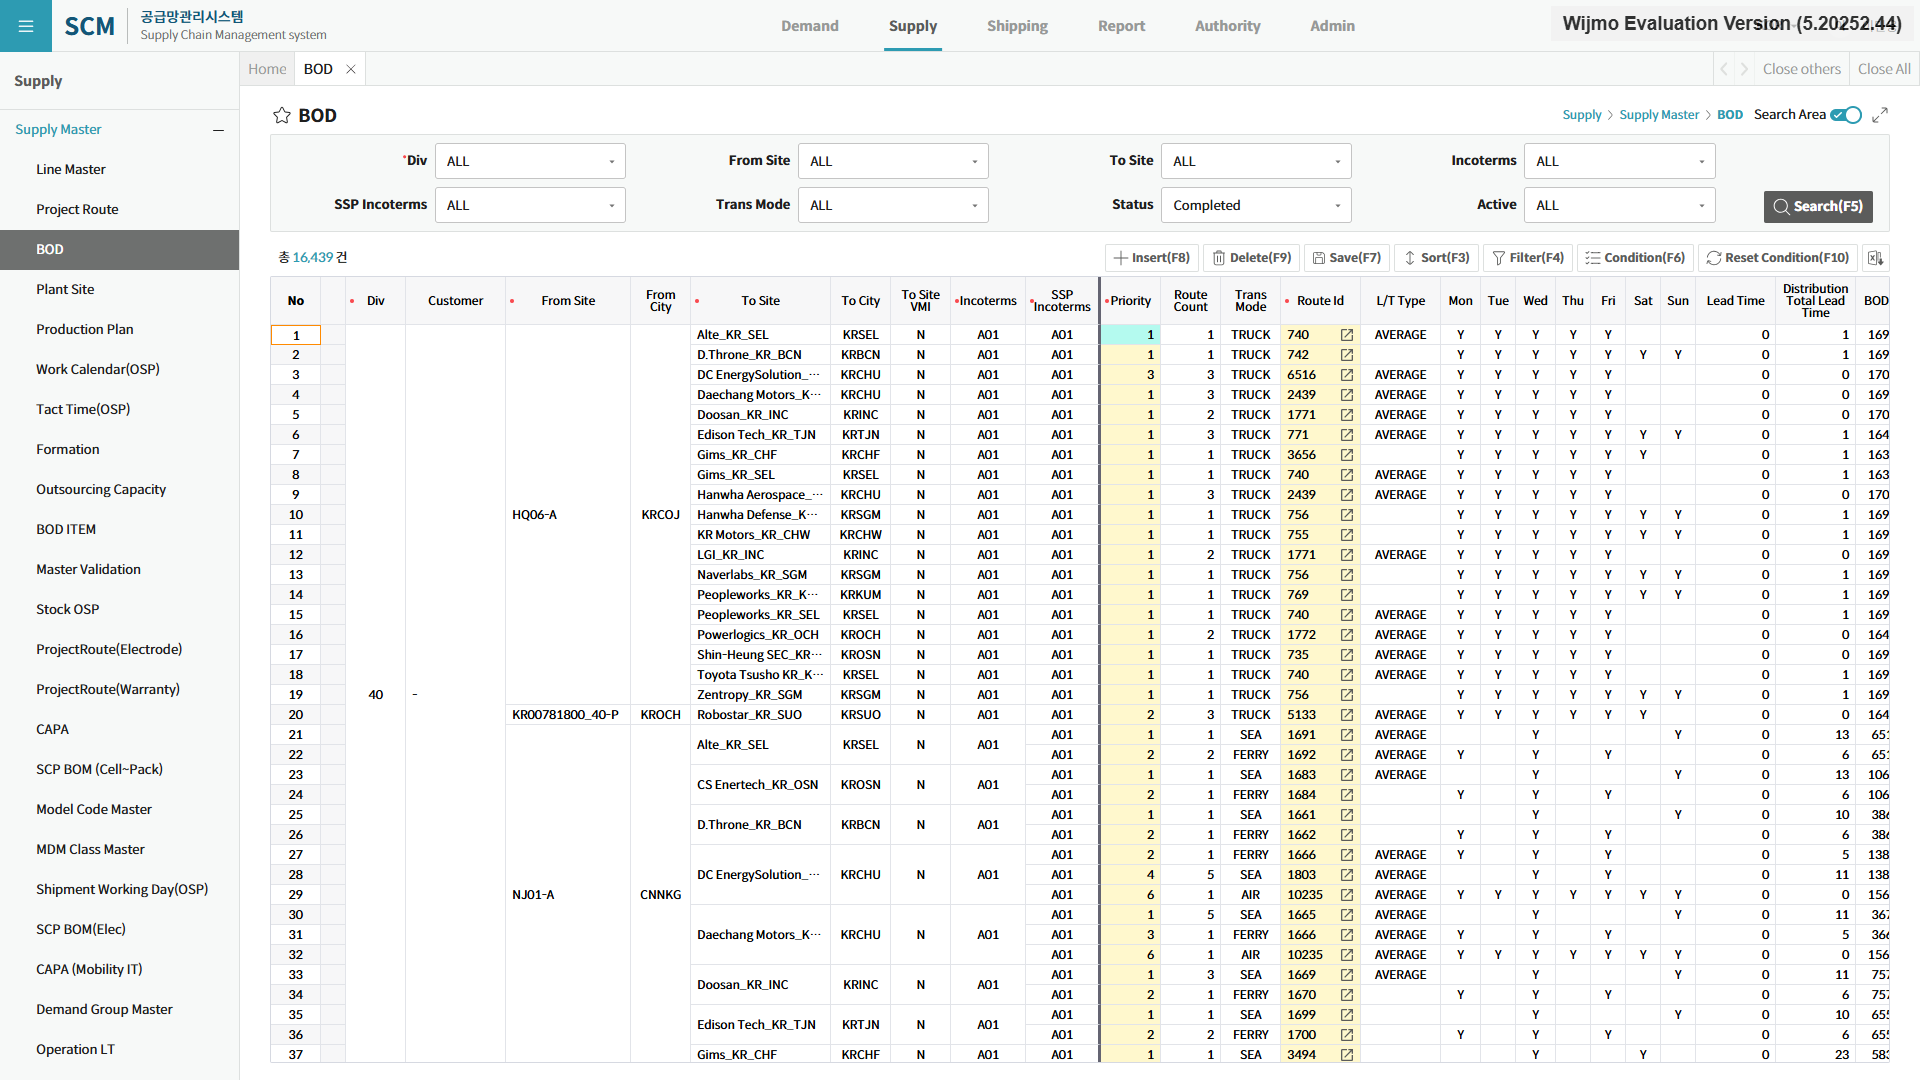 SCM
공급망관리시스템
Supply Chain Management system
Demand
Supply
Shipping
Report
Authority
Admin
Wijmo Evaluation Version (5.20252.44)
Supply
Home
BOD
Close others
Close All
Supply Master
Line Master
Project Route
BOD
Plant Site
Production Plan
Work Calendar(OSP)
Tact Time(OSP)
Formation
Outsourcing Capacity
BOD ITEM
Master Validation
Stock OSP
ProjectRoute(Electrode)
ProjectRoute(Warranty)
CAPA
SCP BOM (Cell~Pack)
Model Code Master
MDM Class Master
Shipment Working Day(OSP)
SCP BOM(Elec)
CAPA (Mobility IT)
Demand Group Master
Operation LT
BOD
Supply > Supply Master > BOD Search Area
*Div ALL From Site ALL To Site ALL Incoterms ALL
SSP Incoterms ALL Trans Mode ALL Status Completed Active ALL Search(F5)
총 16,439 건
Insert(F8) Delete(F9) Save(F7) Sort(F3) Filter(F4) Condition(F6) Reset Condition(F10)
No Div Customer From Site From City To Site To City To Site VMI Incoterms SSP Incoterms Priority Route Count Trans Mode Route Id L/T Type Mon Tue Wed Thu Fri Sat Sun Lead Time Distribution Total Lead Time BOD
1 Alte_KR_SEL KRSEL N A01 A01 1 1 TRUCK 740 AVERAGE Y Y Y Y Y 0 1 169
2 D.Throne_KR_BCN KRBCN N A01 A01 1 1 TRUCK 742 Y Y Y Y Y Y Y 0 1 169
3 DC EnergySolution_··· KRCHU N A01 A01 3 3 TRUCK 6516 AVERAGE Y Y Y Y Y 0 0 170
4 Daechang Motors_K··· KRCHU N A01 A01 1 3 TRUCK 2439 AVERAGE Y Y Y Y Y 0 0 169
5 Doosan_KR_INC KRINC N A01 A01 1 2 TRUCK 1771 AVERAGE Y Y Y Y Y 0 0 170
6 Edison Tech_KR_TJN KRTJN N A01 A01 1 3 TRUCK 771 AVERAGE Y Y Y Y Y Y Y 0 1 164
7 Gims_KR_CHF KRCHF N A01 A01 1 1 TRUCK 3656 Y Y Y Y Y Y 0 1 163
8 Gims_KR_SEL KRSEL N A01 A01 1 1 TRUCK 740 AVERAGE Y Y Y Y Y 0 1 163
9 Hanwha Aerospace_··· KRCHU N A01 A01 1 3 TRUCK 2439 AVERAGE Y Y Y Y Y 0 0 170
10 HQ06-A KRCOJ Hanwha Defense_K··· KRSGM N A01 A01 1 1 TRUCK 756 Y Y Y Y Y Y Y 0 1 169
11 KR Motors_KR_CHW KRCHW N A01 A01 1 1 TRUCK 755 Y Y Y Y Y Y Y 0 1 169
12 LGI_KR_INC KRINC N A01 A01 1 2 TRUCK 1771 AVERAGE Y Y Y Y Y 0 0 169
13 Naverlabs_KR_SGM KRSGM N A01 A01 1 1 TRUCK 756 Y Y Y Y Y Y Y 0 1 169
14 Peopleworks_KR_K··· KRKUM N A01 A01 1 1 TRUCK 769 Y Y Y Y Y Y Y 0 1 169
15 Peopleworks_KR_SEL KRSEL N A01 A01 1 1 TRUCK 740 AVERAGE Y Y Y Y Y 0 1 169
16 Powerlogics_KR_OCH KROCH N A01 A01 1 2 TRUCK 1772 AVERAGE Y Y Y Y Y 0 0 164
17 Shin-Heung SEC_KR··· KROSN N A01 A01 1 1 TRUCK 735 AVERAGE Y Y Y Y Y 0 0 169
18 Toyota Tsusho KR_K··· KRSEL N A01 A01 1 1 TRUCK 740 AVERAGE Y Y Y Y Y 0 1 169
19 40 - Zentropy_KR_SGM KRSGM N A01 A01 1 1 TRUCK 756 Y Y Y Y Y Y Y 0 1 169
20 KR00781800_40-P KROCH Robostar_KR_SUO KRSUO N A01 A01 2 3 TRUCK 5133 AVERAGE Y Y Y Y Y Y 0 0 164
21 Alte_KR_SEL KRSEL N A01 A01 1 1 SEA 1691 AVERAGE Y Y 0 13 651
22 A01 2 2 FERRY 1692 AVERAGE Y Y Y 0 6 651
23 CS Enertech_KR_OSN KROSN N A01 A01 1 1 SEA 1683 AVERAGE Y Y 0 13 106
24 A01 2 1 FERRY 1684 Y Y Y 0 6 106
25 D.Throne_KR_BCN KRBCN N A01 A01 1 1 SEA 1661 Y Y 0 10 386
26 A01 2 1 FERRY 1662 Y Y Y 0 6 386
27 A01 2 1 FERRY 1666 AVERAGE Y Y Y 0 5 138
28 DC EnergySolution_··· KRCHU N A01 A01 4 5 SEA 1803 AVERAGE Y Y 0 11 138
29 NJ01-A CNNKG A01 6 1 AIR 10235 AVERAGE Y Y Y Y Y Y Y 0 0 156
30 A01 1 5 SEA 1665 AVERAGE Y Y 0 11 367
31 Daechang Motors_K··· KRCHU N A01 A01 3 1 FERRY 1666 AVERAGE Y Y Y 0 5 366
32 A01 6 1 AIR 10235 AVERAGE Y Y Y Y Y Y Y 0 0 156
33 Doosan_KR_INC KRINC N A01 A01 1 3 SEA 1669 AVERAGE Y Y 0 11 757
34 A01 2 1 FERRY 1670 Y Y Y 0 6 757
35 Edison Tech_KR_TJN KRTJN N A01 A01 1 1 SEA 1699 Y Y 0 10 655
36 A01 2 2 FERRY 1700 Y Y Y 0 6 655
37 Gims_KR_CHF KRCHF N A01 A01 1 1 SEA 3494 Y Y 0 23 583